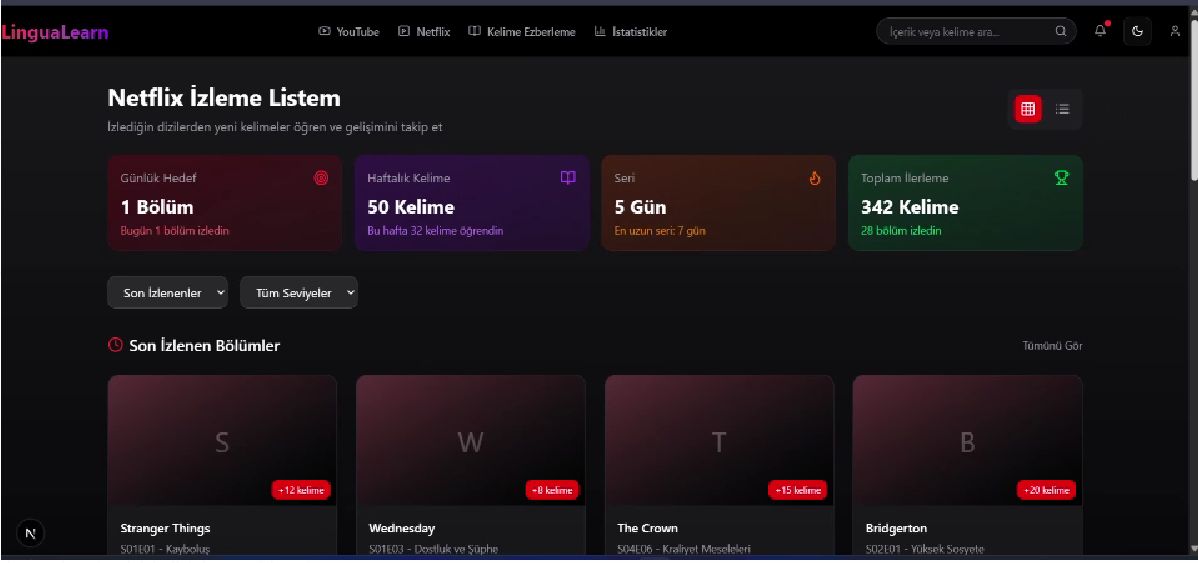 LinguaLearn
YouTube
Netflix
Kelime Ezberleme
İstatistikler
İçerik veya kelime ara...
Netflix İzleme Listem
İzlediğin dizilerden yeni kelimeler öğren ve gelişimini takip et
Günlük Hedef
1 Bölüm
Bugün 1 bölüm izledin
Haftalık Kelime
50 Kelime
Bu hafta 32 kelime öğrendin
Seri
5 Gün
En uzun seri: 7 gün
Toplam İlerleme
342 Kelime
28 bölüm izledin
Son İzlenenler
Tüm Seviyeler
Son İzlenen Bölümler
Tümünü Gör
S
+12 kelime
Stranger Things
S01E01 - Kayboluş
W
+8 kelime
Wednesday
S01E03 - Dostluk ve Şüphe
T
+15 kelime
The Crown
S04E06 - Kraliyet Meseleleri
B
+20 kelime
Bridgerton
S02E01 - Yüksek Sosyete
N